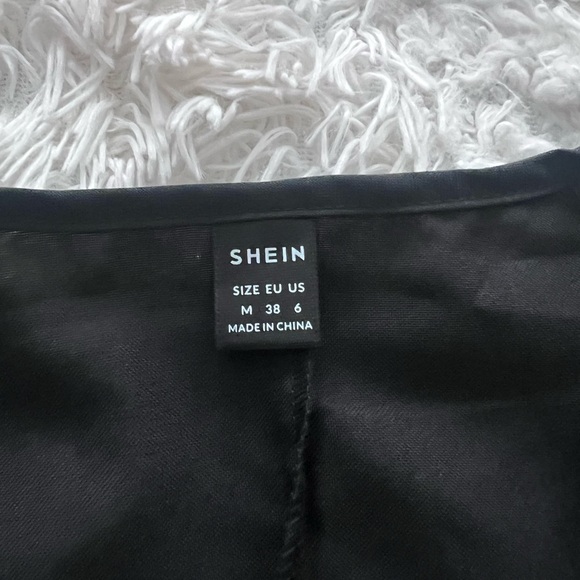 SHEIN
SIZE EU US
M 38 6
MADE IN CHINA